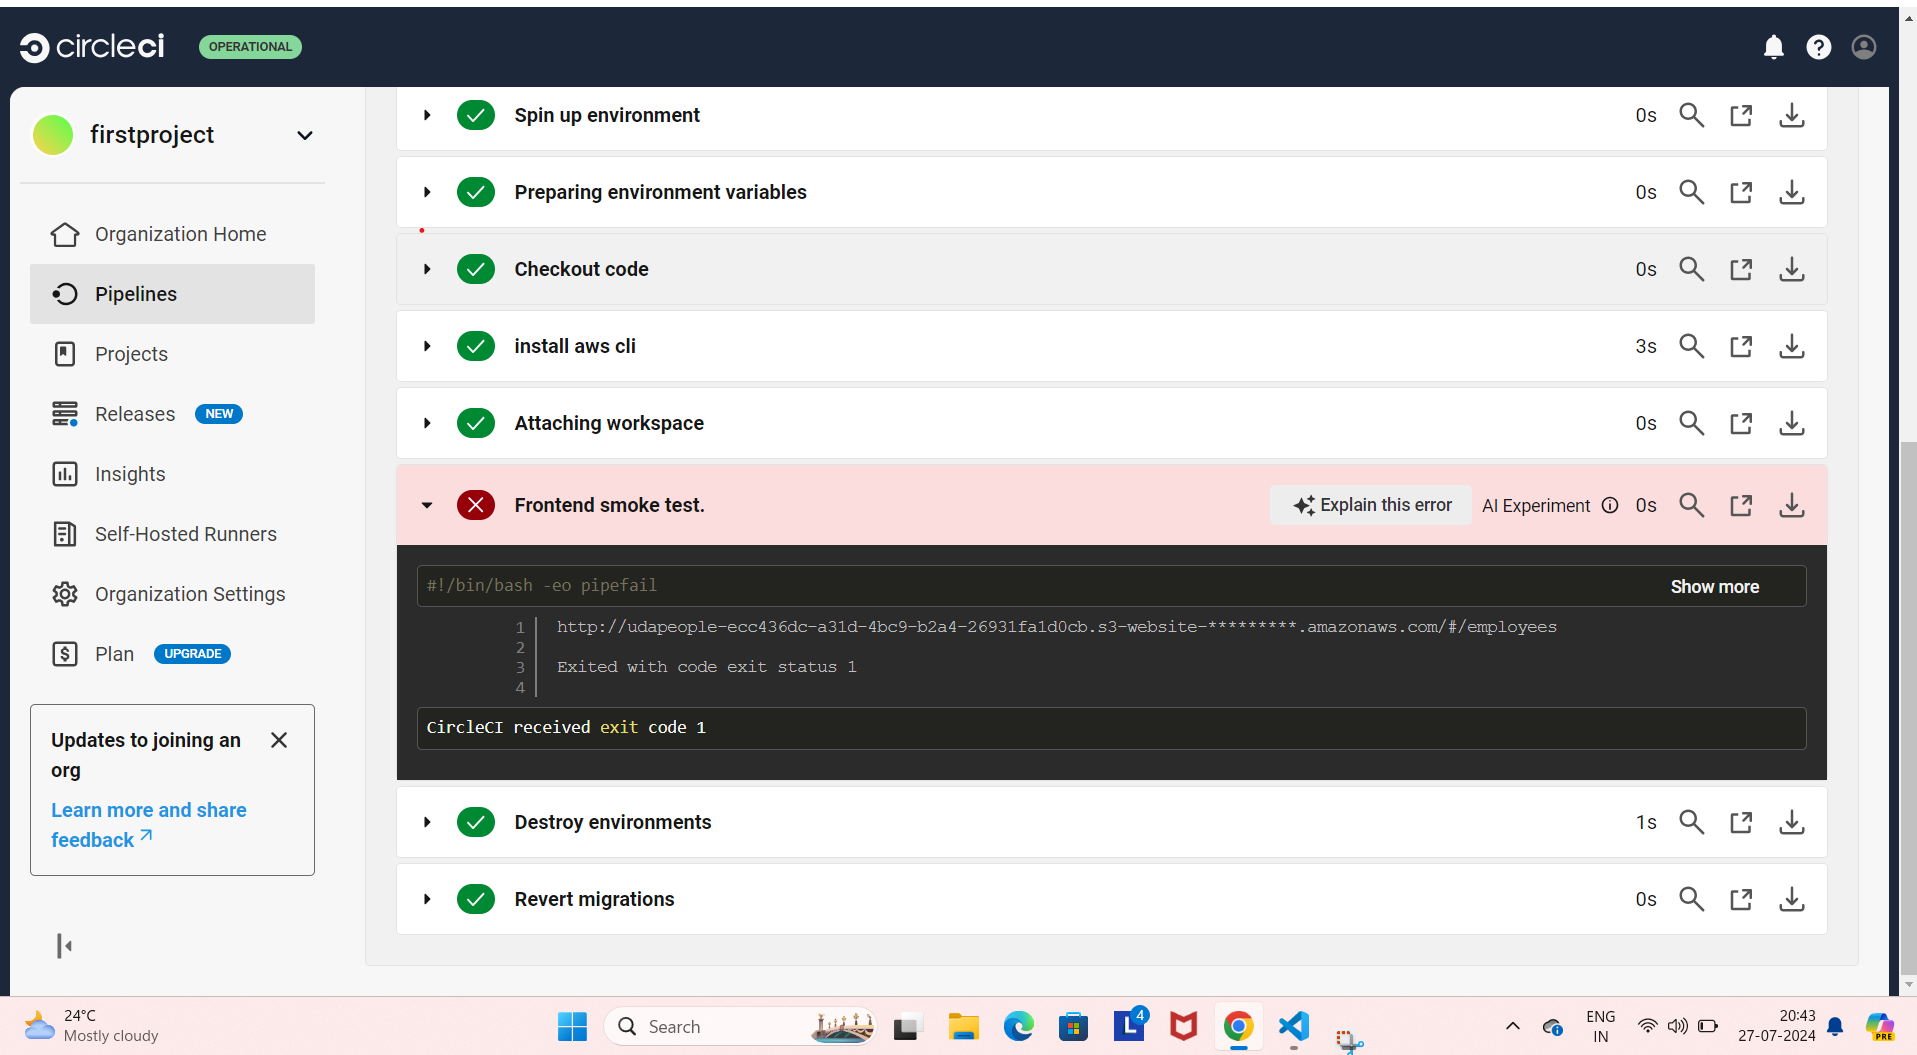 circleci
OPERATIONAL
firstproject
Organization Home
Pipelines
Projects
Releases NEW
Insights
Self-Hosted Runners
Organization Settings
Plan UPGRADE
Updates to joining an
org
Learn more and share
feedback
Spin up environment 0s
Preparing environment variables 0s
Checkout code 0s
install aws cli 3s
Attaching workspace 0s
Frontend smoke test. Explain this error AI Experiment 0s
#!/bin/bash -eo pipefail Show more
1 http://udapeople-ecc436dc-a31d-4bc9-b2a4-26931fa1d0cb.s3-website-*********.amazonaws.com/#/employees
2
3 Exited with code exit status 1
4
CircleCI received exit code 1
Destroy environments 1s
Revert migrations 0s
24°C
Mostly cloudy
Search
L 4
PRE
ENG
IN
20:43
27-07-2024